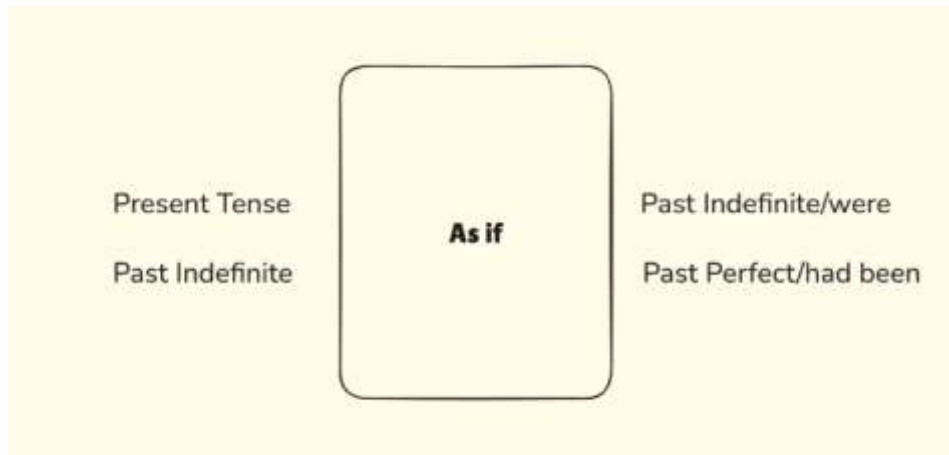 Present Tense
As if
Past Indefinite/were
Past Indefinite
Past Perfect/had been